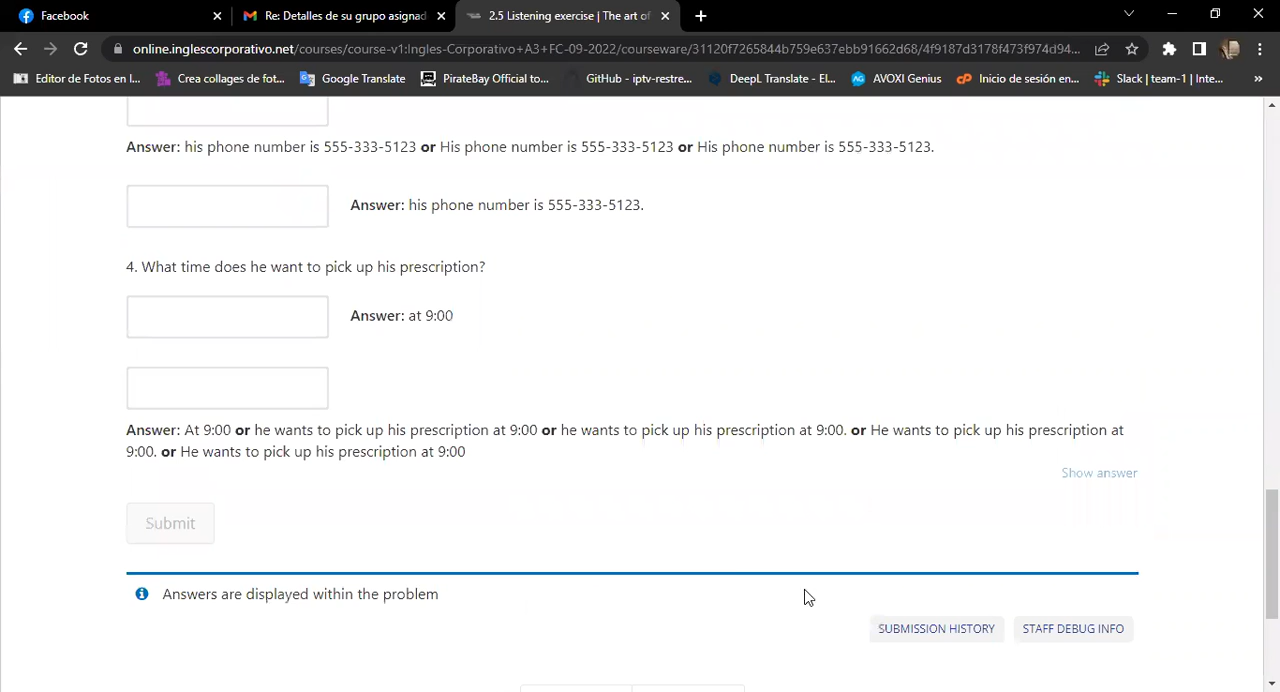 Facebook
Re: Detalles de su grupo asignad
2.5 Listening exercise | The art of
online.inglescorporativo.net/courses/course-v1:Ingles-Corporativo+A3+FC-09-2022/courseware/31120f7265844b759e637ebb91662d68/4f9187d3178f473f974d94...
Editor de Fotos en l... Crea collages de fot... Google Translate PirateBay Official to... GitHub - iptv-restre... DeepL Translate - El... AVOXI Genius Inicio de sesión en... Slack | team-1 | Inte... »
Answer: his phone number is 555-333-5123 or His phone number is 555-333-5123 or His phone number is 555-333-5123.
Answer: his phone number is 555-333-5123.
4. What time does he want to pick up his prescription?
Answer: at 9:00
Answer: At 9:00 or he wants to pick up his prescription at 9:00 or he wants to pick up his prescription at 9:00. or He wants to pick up his prescription at
9:00. or He wants to pick up his prescription at 9:00
Show answer
Submit
Answers are displayed within the problem
SUBMISSION HISTORY STAFF DEBUG INFO